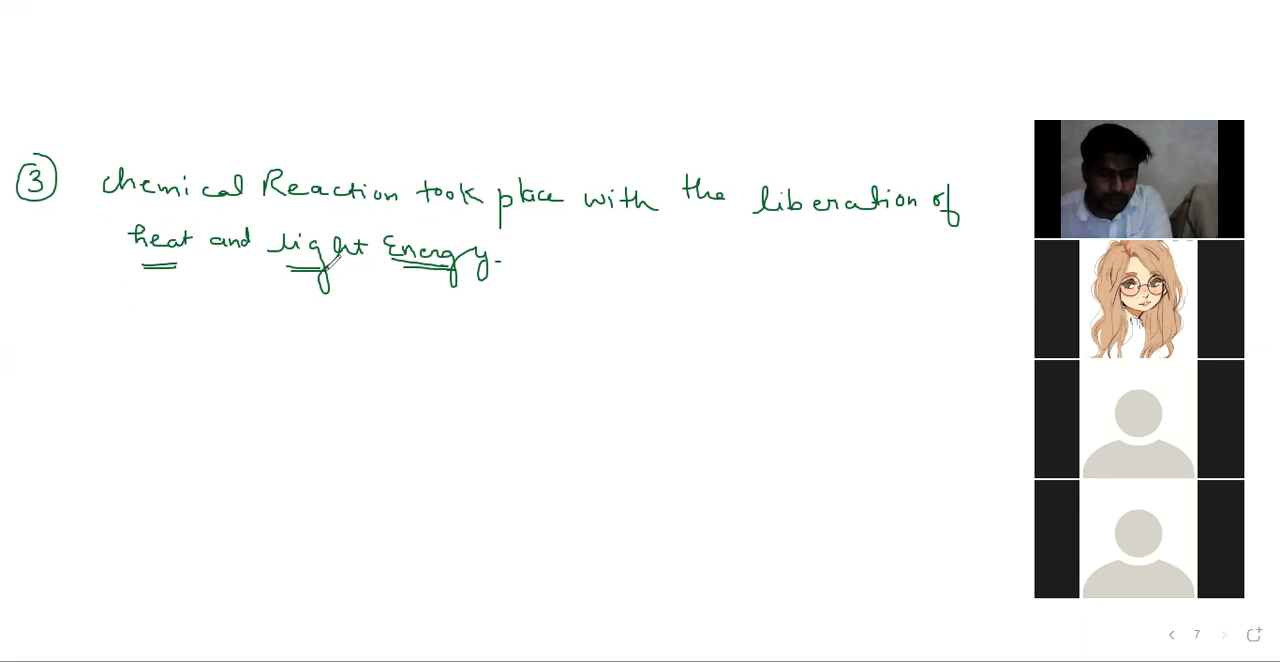 3 chemical Reaction took place with the liberation of
heat and light Energy.
7